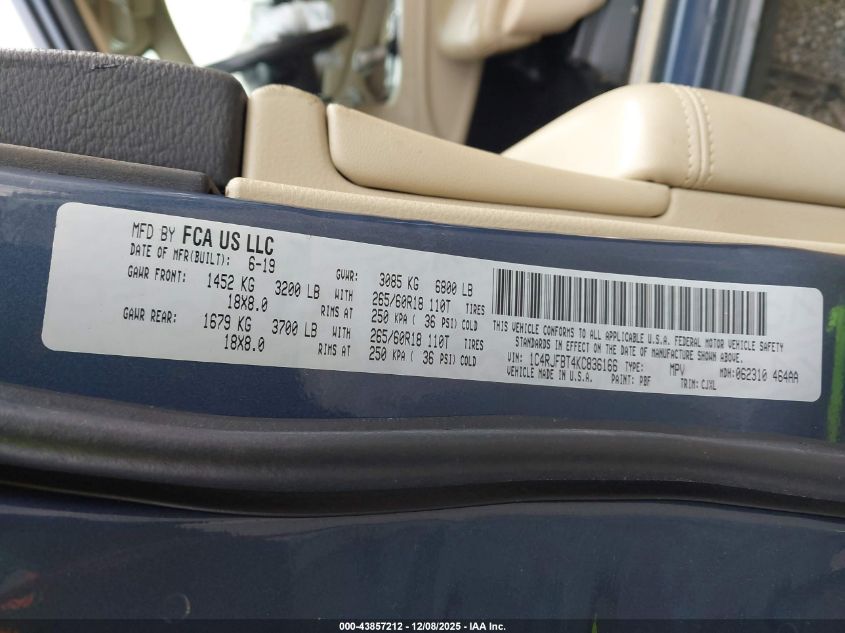 MFD BY FCA US LLC
DATE OF MFR(BUILT): 6-19 GVWR: 3085 KG 6800 LB
GAWR FRONT: 1452 KG 3200 LB WITH 265/60R18 110T TIRES
18X8.0 RIMS AT 250 KPA ( 36 PSI) COLD
GAWR REAR: 1679 KG 3700 LB WITH 265/60R18 110T TIRES
18X8.0 RIMS AT 250 KPA ( 36 PSI) COLD
THIS VEHICLE CONFORMS TO ALL APPLICABLE U.S.A. FEDERAL MOTOR VEHICLE SAFETY
STANDARDS IN EFFECT ON THE DATE OF MANUFACTURE SHOWN ABOVE.
VIN: 1C4RJFBT4KC836166 TYPE: MPV MDH: 062310 464AA
VEHICLE MADE IN U.S.A. PAINT: PBF TRIM: CJXL
000-43857212 - 12/08/2025 - IAA Inc.